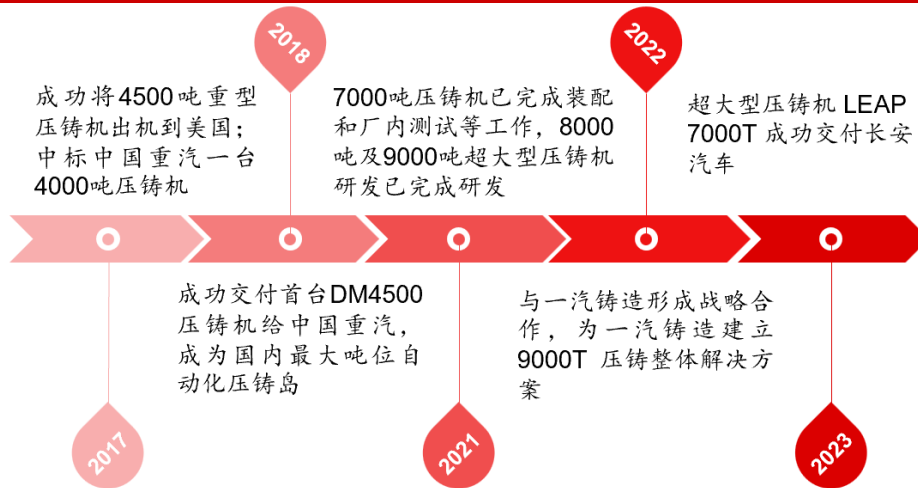 2018
2022
成功将4500吨重型
压铸机出机到美国；
中标中国重汽一台
4000吨压铸机
7000吨压铸机已完成装配
和厂内测试等工作，8000
吨及9000吨超大型压铸机
研发已完成研发
超大型压铸机 LEAP
7000T 成功交付长安
汽车
成功交付首台DM4500
压铸机给中国重汽，
成为国内最大吨位自
动化压铸岛
与一汽铸造形成战略合
作，为一汽铸造建立
9000T 压铸整体解决方
案
2017
2021
2023